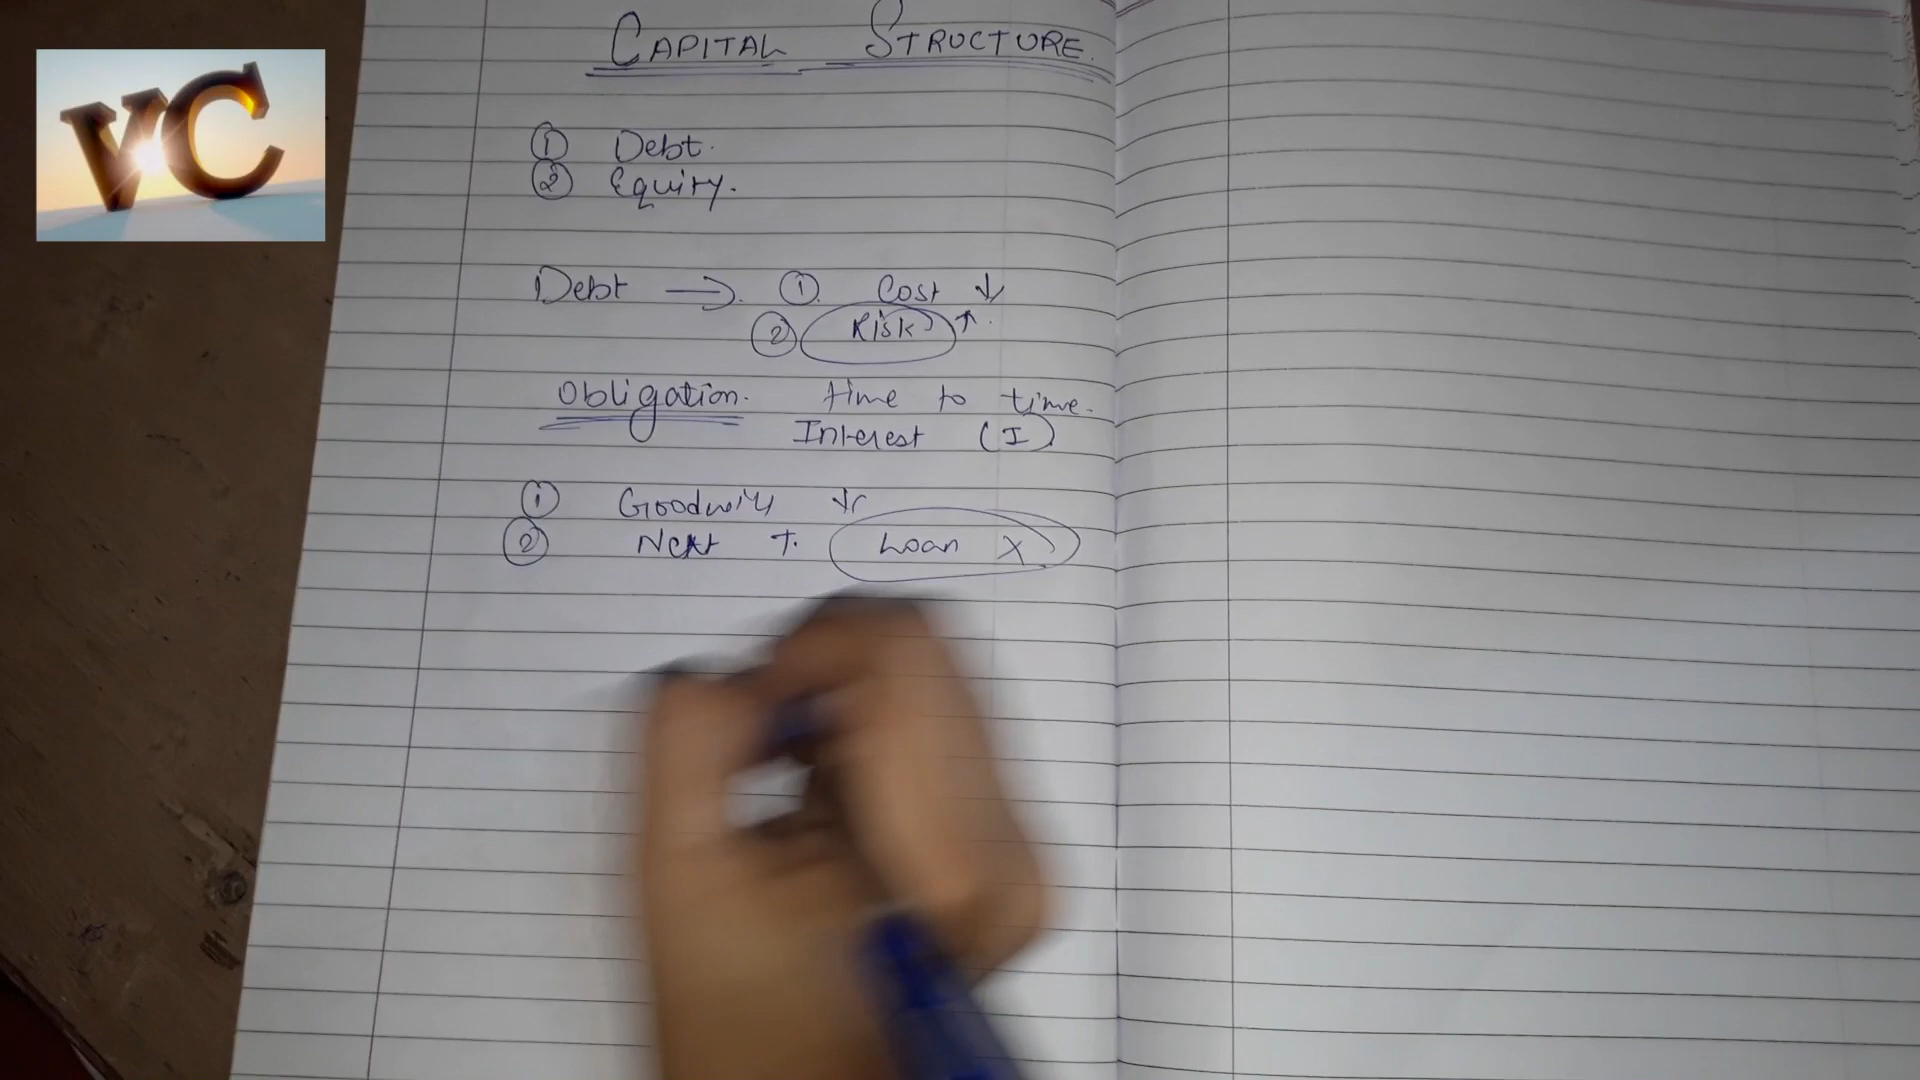 VC
CAPITAL STRUCTURE.
① Debt.
② Equity.
Debt → ① Cost ↓
② Risk ↑.
Obligation. time to time.
Interest (I)
① Goodwill ↓
② Next T. Loan X